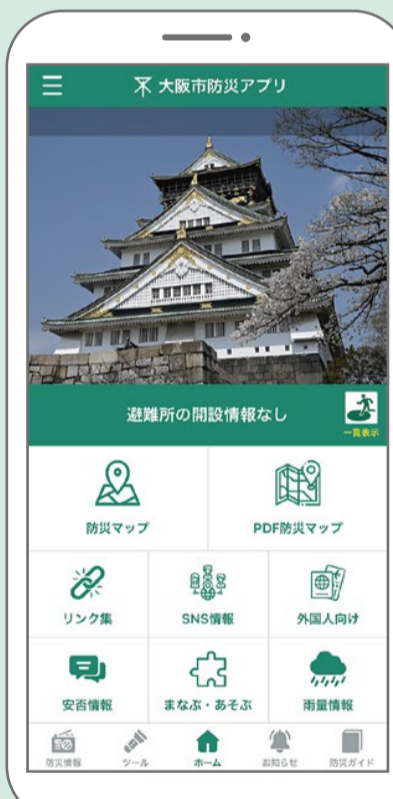 大阪市防災アプリ
避難所の開設情報なし
一覧表示
防災マップ
PDF防災マップ
リンク集
SNS情報
外国人向け
安否情報
まなぶ・あそぶ
雨量情報
防災情報
ツール
ホーム
お知らせ
防災ガイド